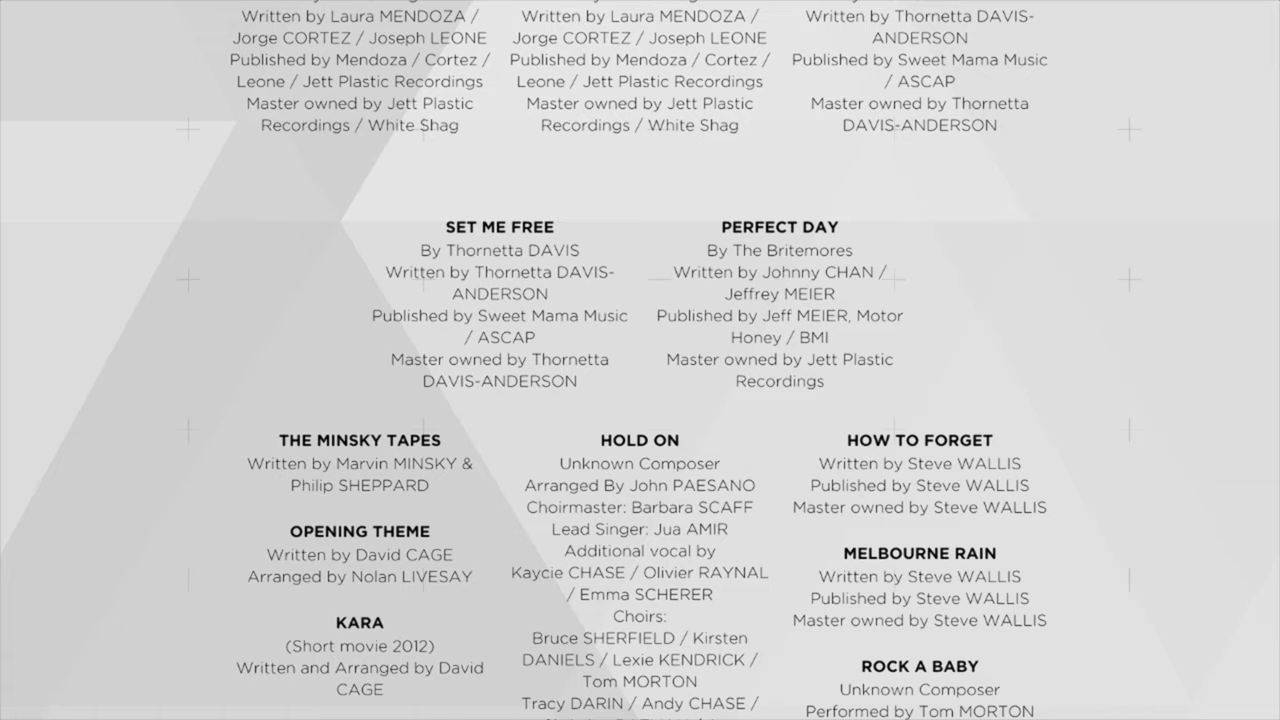 Written by Laura MENDOZA /
Jorge CORTEZ / Joseph LEONE
Published by Mendoza / Cortez /
Leone / Jett Plastic Recordings
Master owned by Jett Plastic
Recordings / White Shag
Written by Laura MENDOZA /
Jorge CORTEZ / Joseph LEONE
Published by Mendoza / Cortez /
Leone / Jett Plastic Recordings
Master owned by Jett Plastic
Recordings / White Shag
Written by Thornetta DAVIS-
ANDERSON
Published by Sweet Mama Music
/ ASCAP
Master owned by Thornetta
DAVIS-ANDERSON
SET ME FREE
By Thornetta DAVIS
Written by Thornetta DAVIS-
ANDERSON
Published by Sweet Mama Music
/ ASCAP
Master owned by Thornetta
DAVIS-ANDERSON
PERFECT DAY
By The Britemores
Written by Johnny CHAN /
Jeffrey MEIER
Published by Jeff MEIER, Motor
Honey / BMI
Master owned by Jett Plastic
Recordings
THE MINSKY TAPES
Written by Marvin MINSKY &
Philip SHEPPARD
OPENING THEME
Written by David CAGE
Arranged by Nolan LIVESAY
KARA
(Short movie 2012)
Written and Arranged by David
CAGE
HOLD ON
Unknown Composer
Arranged By John PAESANO
Choirmaster: Barbara SCAFF
Lead Singer: Jua AMIR
Additional vocal by
Kaycie CHASE / Olivier RAYNAL
/ Emma SCHERER
Choirs:
Bruce SHERFIELD / Kirsten
DANIELS / Lexie KENDRICK /
Tom MORTON
Tracy DARIN / Andy CHASE /
HOW TO FORGET
Written by Steve WALLIS
Published by Steve WALLIS
Master owned by Steve WALLIS
MELBOURNE RAIN
Written by Steve WALLIS
Published by Steve WALLIS
Master owned by Steve WALLIS
ROCK A BABY
Unknown Composer
Performed by Tom MORTON